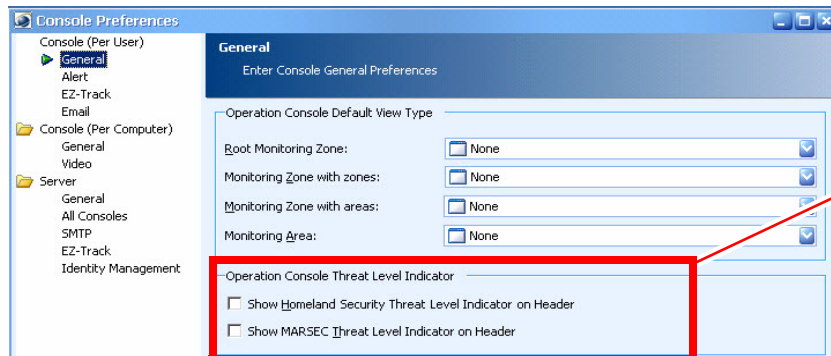 Console Preferences
Console (Per User)
General
Alert
EZ-Track
Email
Console (Per Computer)
General
Video
Server
General
All Consoles
SMTP
EZ-Track
Identity Management
General
Enter Console General Preferences
Operation Console Default View Type
Root Monitoring Zone: None
Monitoring Zone with zones: None
Monitoring Zone with areas: None
Monitoring Area: None
Operation Console Threat Level Indicator
Show Homeland Security Threat Level Indicator on Header
Show MARSEC Threat Level Indicator on Header